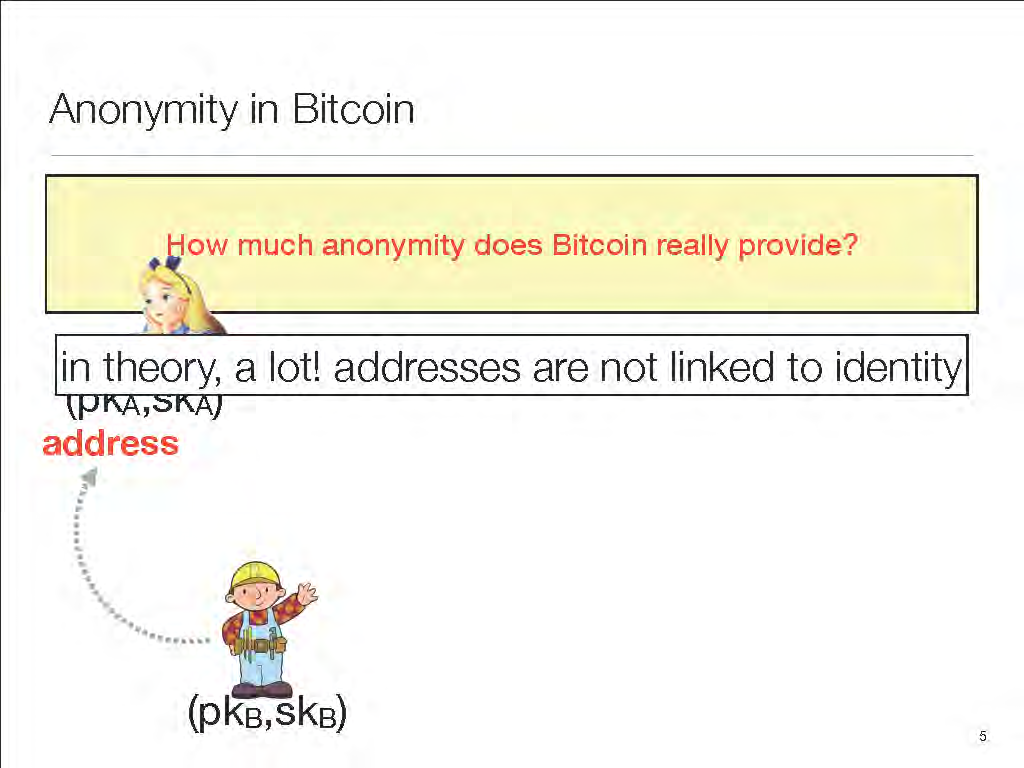 Anonymity in Bitcoin
How much anonymity does Bitcoin really provide?
in theory, a lot! addresses are not linked to identity
(pkA,skA)
address
(pkB,skB)
5